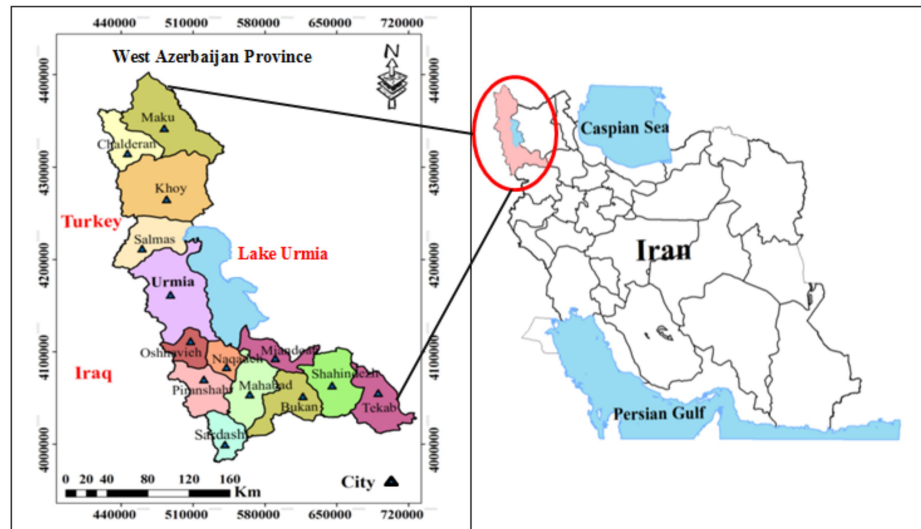 440000 510000 580000 650000 720000
West Azerbaijan Province
N
4400000 4400000
Maku
Chalderan
4300000 4300000
Khoy
Turkey
Salmas
4200000 4200000
Lake Urmia
Urmia
4100000 4100000
Oshnavieh
Naqadeh
Miandoab
Iraq
Piranshahr
Mahabad
Shahindezh
Bukan
Tekab
Sardasht
4000000 4000000
0 20 40 80 120 160
Km
City
440000 510000 580000 650000 720000
Caspian Sea
Iran
Persian Gulf